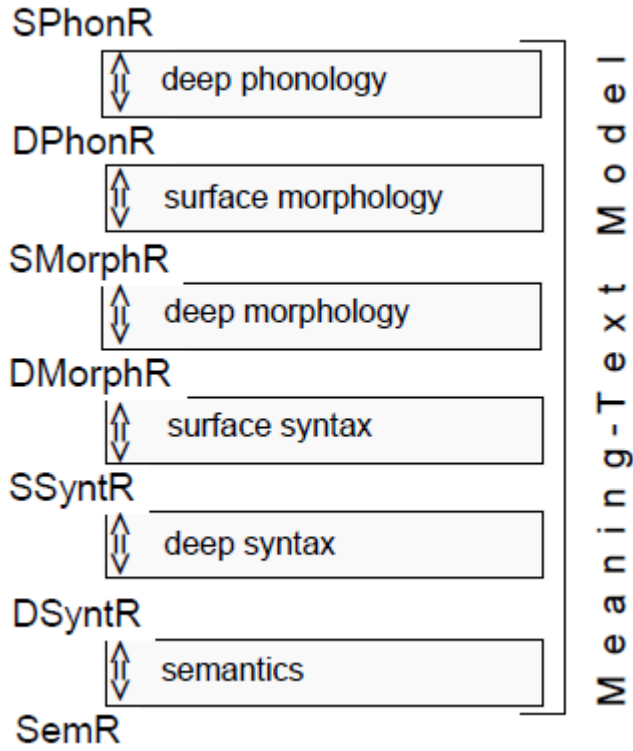 SPhonR
deep phonology
DPhonR
surface morphology
SMorphR
deep morphology
DMorphR
surface syntax
SSyntR
deep syntax
DSyntR
semantics
SemR
Meaning-Text Model